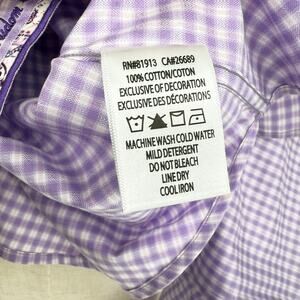 RN#81913 CA#26689
100% COTTON/COTON
EXCLUSIVE OF DECORATION
EXCLUSIVE DES DÉCORATIONS
MACHINE WASH COLD WATER
MILD DETERGENT
DO NOT BLEACH
LINE DRY
COOL IRON